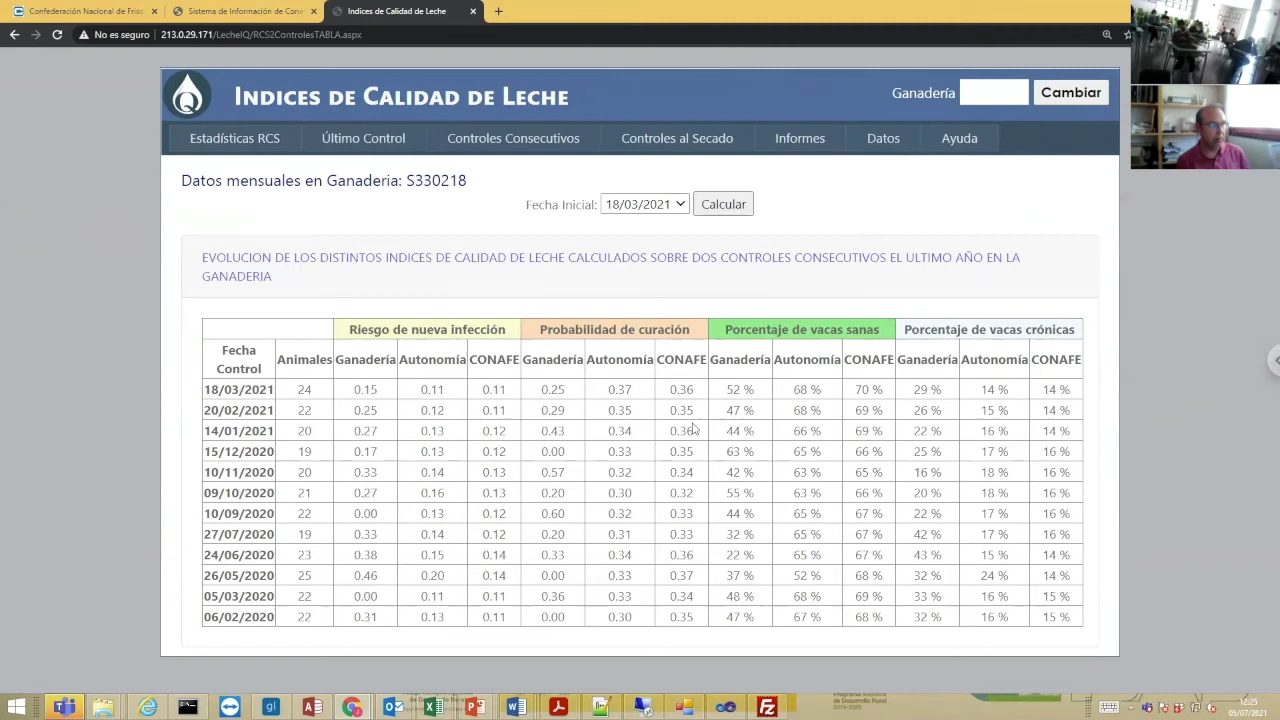 Confederación Nacional de Friso
Sistema de Información de Cona
Indices de Calidad de Leche
No es seguro
213.0.29.171/LecheIQ/RCS2ControlesTABLA.aspx
Q
INDICES DE CALIDAD DE LECHE
Ganadería
Cambiar
Estadísticas RCS
Último Control
Controles Consecutivos
Controles al Secado
Informes
Datos
Ayuda
Datos mensuales en Ganaderia: S330218
Fecha Inicial: 18/03/2021 Calcular
EVOLUCIOÑ DE LOS DISTINTOS INDICES DE CALIDAD DE LECHE CALCULADOS SOBRE DOS CONTROLES CONSECUTIVOS EL ULTIMO AÑO EN LA
GANADERIA
Riesgo de nueva infección Probabilidad de curación Porcentaje de vacas sanas Porcentaje de vacas crónicas
Fecha
Control Animales Ganadería Autonomía CONAFE Ganadería Autonomía CONAFE Ganadería Autonomía CONAFE Ganadería Autonomía CONAFE
18/03/2021 24 0.15 0.11 0.11 0.25 0.37 0.36 52 % 68 % 70 % 29 % 14 % 14 %
20/02/2021 22 0.25 0.12 0.11 0.29 0.35 0.35 47 % 68 % 69 % 26 % 15 % 14 %
14/01/2021 20 0.27 0.13 0.12 0.43 0.34 0.36 44 % 66 % 69 % 22 % 16 % 14 %
15/12/2020 19 0.17 0.13 0.12 0.00 0.33 0.35 63 % 65 % 66 % 25 % 17 % 16 %
10/11/2020 20 0.33 0.14 0.13 0.57 0.32 0.34 42 % 63 % 65 % 16 % 18 % 16 %
09/10/2020 21 0.27 0.16 0.13 0.20 0.30 0.32 55 % 63 % 66 % 20 % 18 % 16 %
10/09/2020 22 0.00 0.13 0.12 0.60 0.32 0.33 44 % 65 % 67 % 22 % 17 % 16 %
27/07/2020 19 0.33 0.14 0.12 0.20 0.31 0.33 32 % 65 % 67 % 42 % 17 % 16 %
24/06/2020 23 0.38 0.15 0.14 0.33 0.34 0.36 22 % 65 % 67 % 43 % 15 % 14 %
26/05/2020 25 0.46 0.20 0.14 0.00 0.33 0.37 37 % 52 % 68 % 32 % 24 % 14 %
05/03/2020 22 0.00 0.11 0.11 0.36 0.33 0.34 48 % 68 % 69 % 33 % 16 % 15 %
06/02/2020 22 0.31 0.13 0.11 0.00 0.30 0.35 47 % 67 % 68 % 32 % 16 % 15 %
de Desarrollo Rural
gl
12:25
05/07/2021